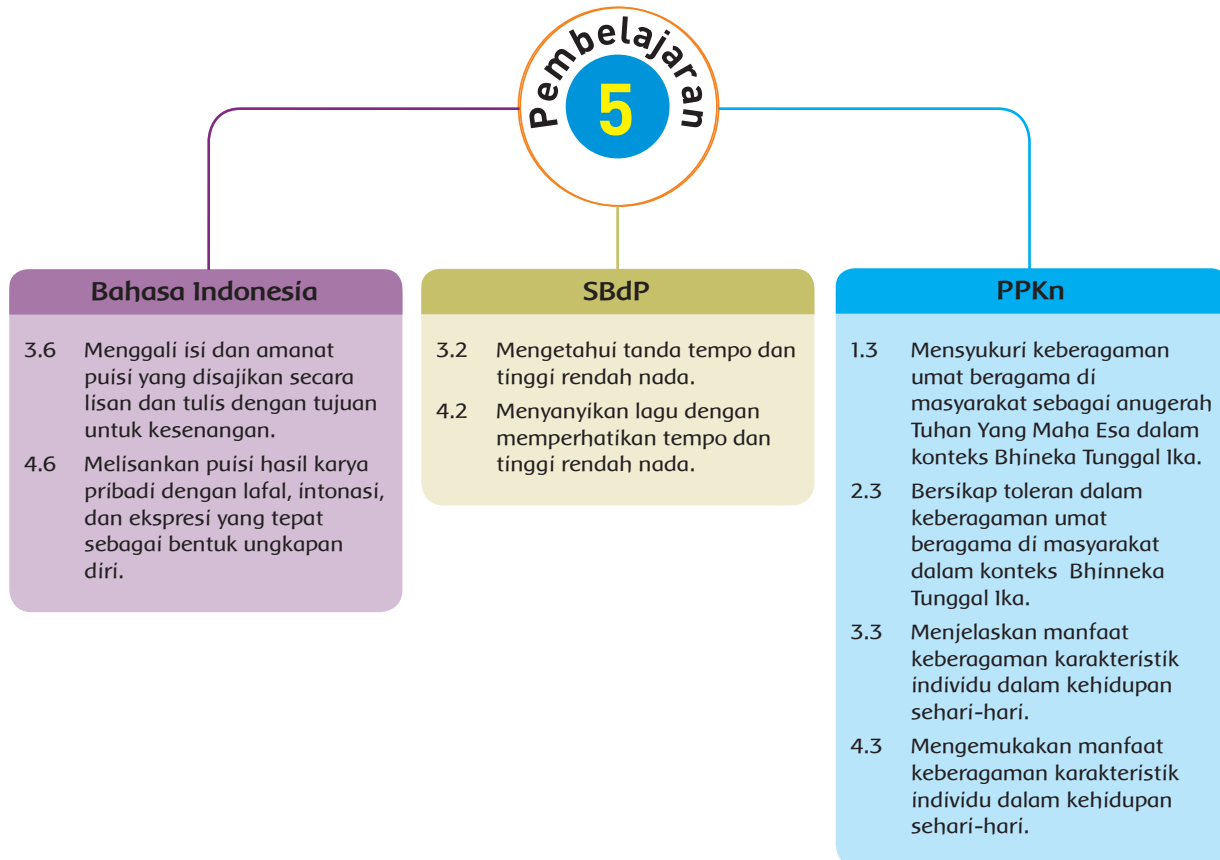 Pembelajaran
5
Bahasa Indonesia
3.6 Menggali isi dan amanat
puisi yang disajikan secara
lisan dan tulis dengan tujuan
untuk kesenangan.
4.6 Melisankan puisi hasil karya
pribadi dengan lafal, intonasi,
dan ekspresi yang tepat
sebagai bentuk ungkapan
diri.
SBdP
3.2 Mengetahui tanda tempo dan
tinggi rendah nada.
4.2 Menyanyikan lagu dengan
memperhatikan tempo dan
tinggi rendah nada.
PPKn
1.3 Mensyukuri keberagaman
umat beragama di
masyarakat sebagai anugerah
Tuhan Yang Maha Esa dalam
konteks Bhineka Tunggal Ika.
2.3 Bersikap toleran dalam
keberagaman umat
beragama di masyarakat
dalam konteks Bhinneka
Tunggal Ika.
3.3 Menjelaskan manfaat
keberagaman karakteristik
individu dalam kehidupan
sehari-hari.
4.3 Mengemukakan manfaat
keberagaman karakteristik
individu dalam kehidupan
sehari-hari.